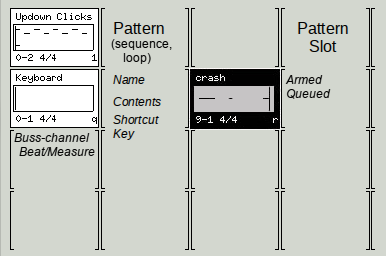 Updown Clicks
0-2 4/4 1
Pattern
(sequence,
loop)
Pattern
Slot
Keyboard
0-1 4/4 q
Name
Contents
Shortcut
Key
crash
9-1 4/4 r
Armed
Queued
Buss-channel
Beat/Measure